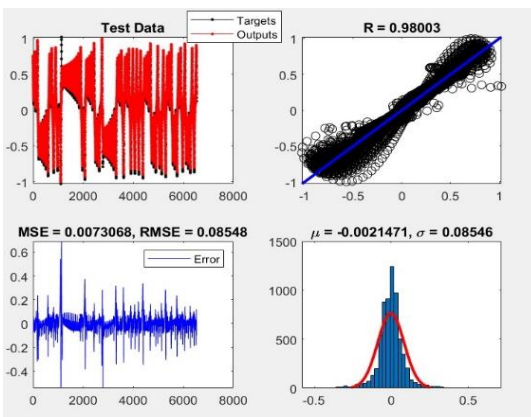 Test Data
Targets
Outputs
1
0.5
0
-0.5
-1
0 2000 4000 6000 8000
R = 0.98003
1
0.5
0
-0.5
-1
-1 -0.5 0 0.5 1
MSE = 0.0073068, RMSE = 0.08548
Error
0.6
0.4
0.2
0
-0.2
-0.4
0 2000 4000 6000 8000
μ = -0.0021471, σ = 0.08546
1500
1000
500
0
-0.5 0 0.5